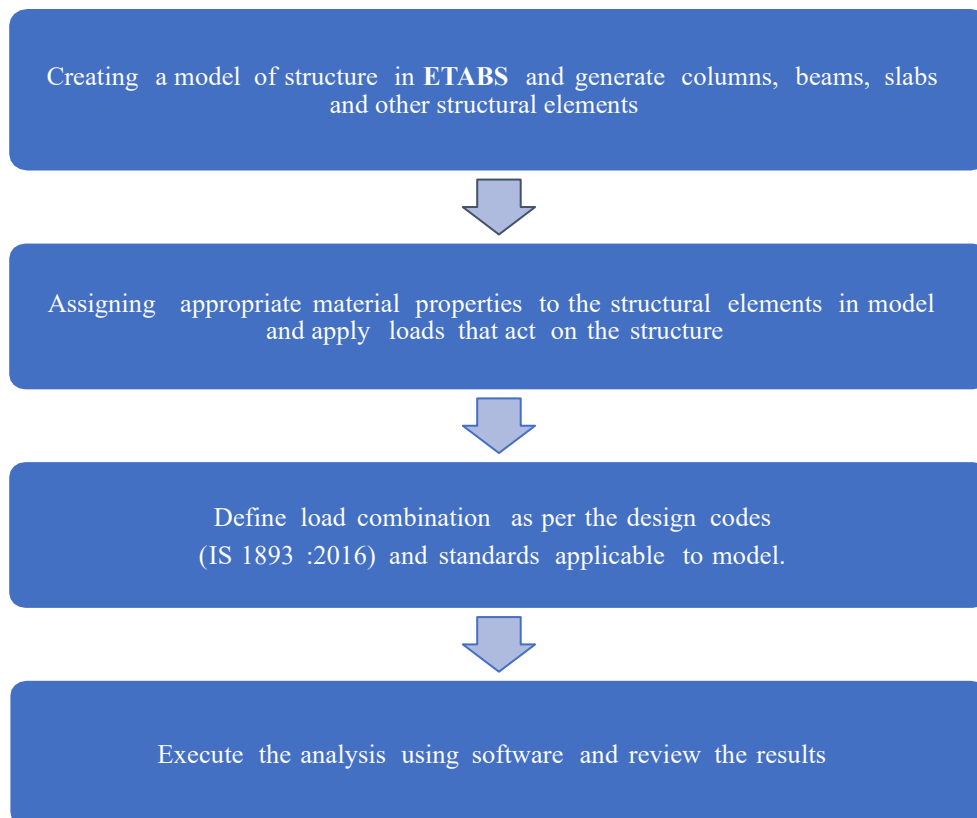 Creating a model of structure in ETABS and generate columns, beams, slabs
and other structural elements
Assigning appropriate material properties to the structural elements in model
and apply loads that act on the structure
Define load combination as per the design codes
(IS 1893 :2016) and standards applicable to model.
Execute the analysis using software and review the results